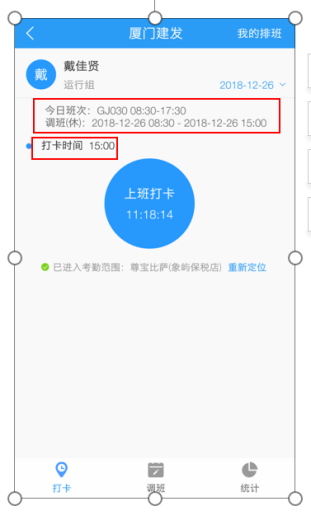 厦门建发 我的排班
戴 戴佳贤
运行组 2018-12-26
今日班次：GJ030 08:30-17:30
调班(休)：2018-12-26 08:30 - 2018-12-26 15:00
打卡时间 15:00
上班打卡
11:18:14
已进入考勤范围：尊宝比萨(象屿保税店) 重新定位
打卡 调班 统计